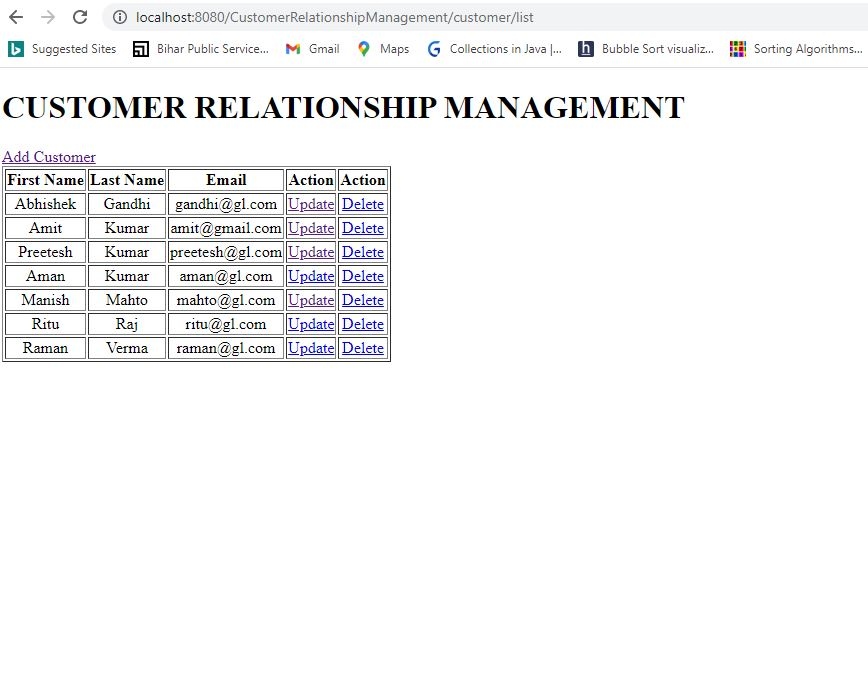 localhost:8080/CustomerRelationshipManagement/customer/list
Suggested Sites Bihar Public Service... Gmail Maps Collections in Java |... Bubble Sort visualiz... Sorting Algorithms...
CUSTOMER RELATIONSHIP MANAGEMENT
Add Customer
First Name Last Name Email Action Action
Abhishek Gandhi gandhi@gl.com Update Delete
Amit Kumar amit@gmail.com Update Delete
Preetesh Kumar preetesh@gl.com Update Delete
Aman Kumar aman@gl.com Update Delete
Manish Mahto mahto@gl.com Update Delete
Ritu Raj ritu@gl.com Update Delete
Raman Verma raman@gl.com Update Delete